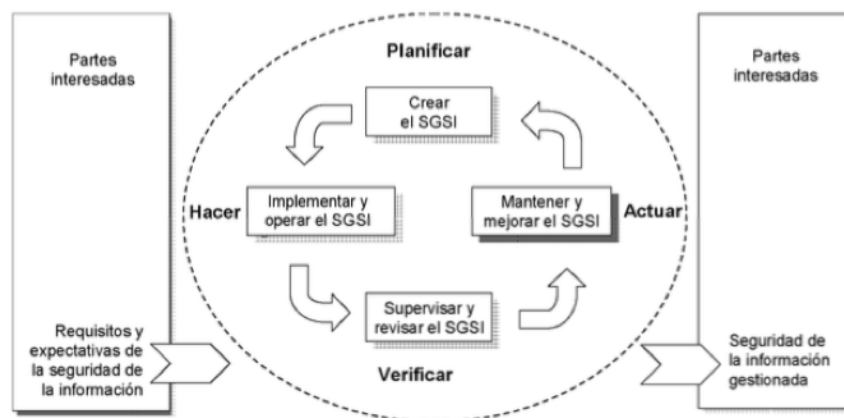 Partes
interesadas
Requisitos y
expectativas de
la seguridad de
la información
Planificar
Crear
el SGSI
Hacer
Implementar y
operar el SGSI
Mantener y
mejorar el SGSI
Actuar
Supervisar y
revisar el SGSI
Verificar
Partes
interesadas
Seguridad de
la información
gestionada